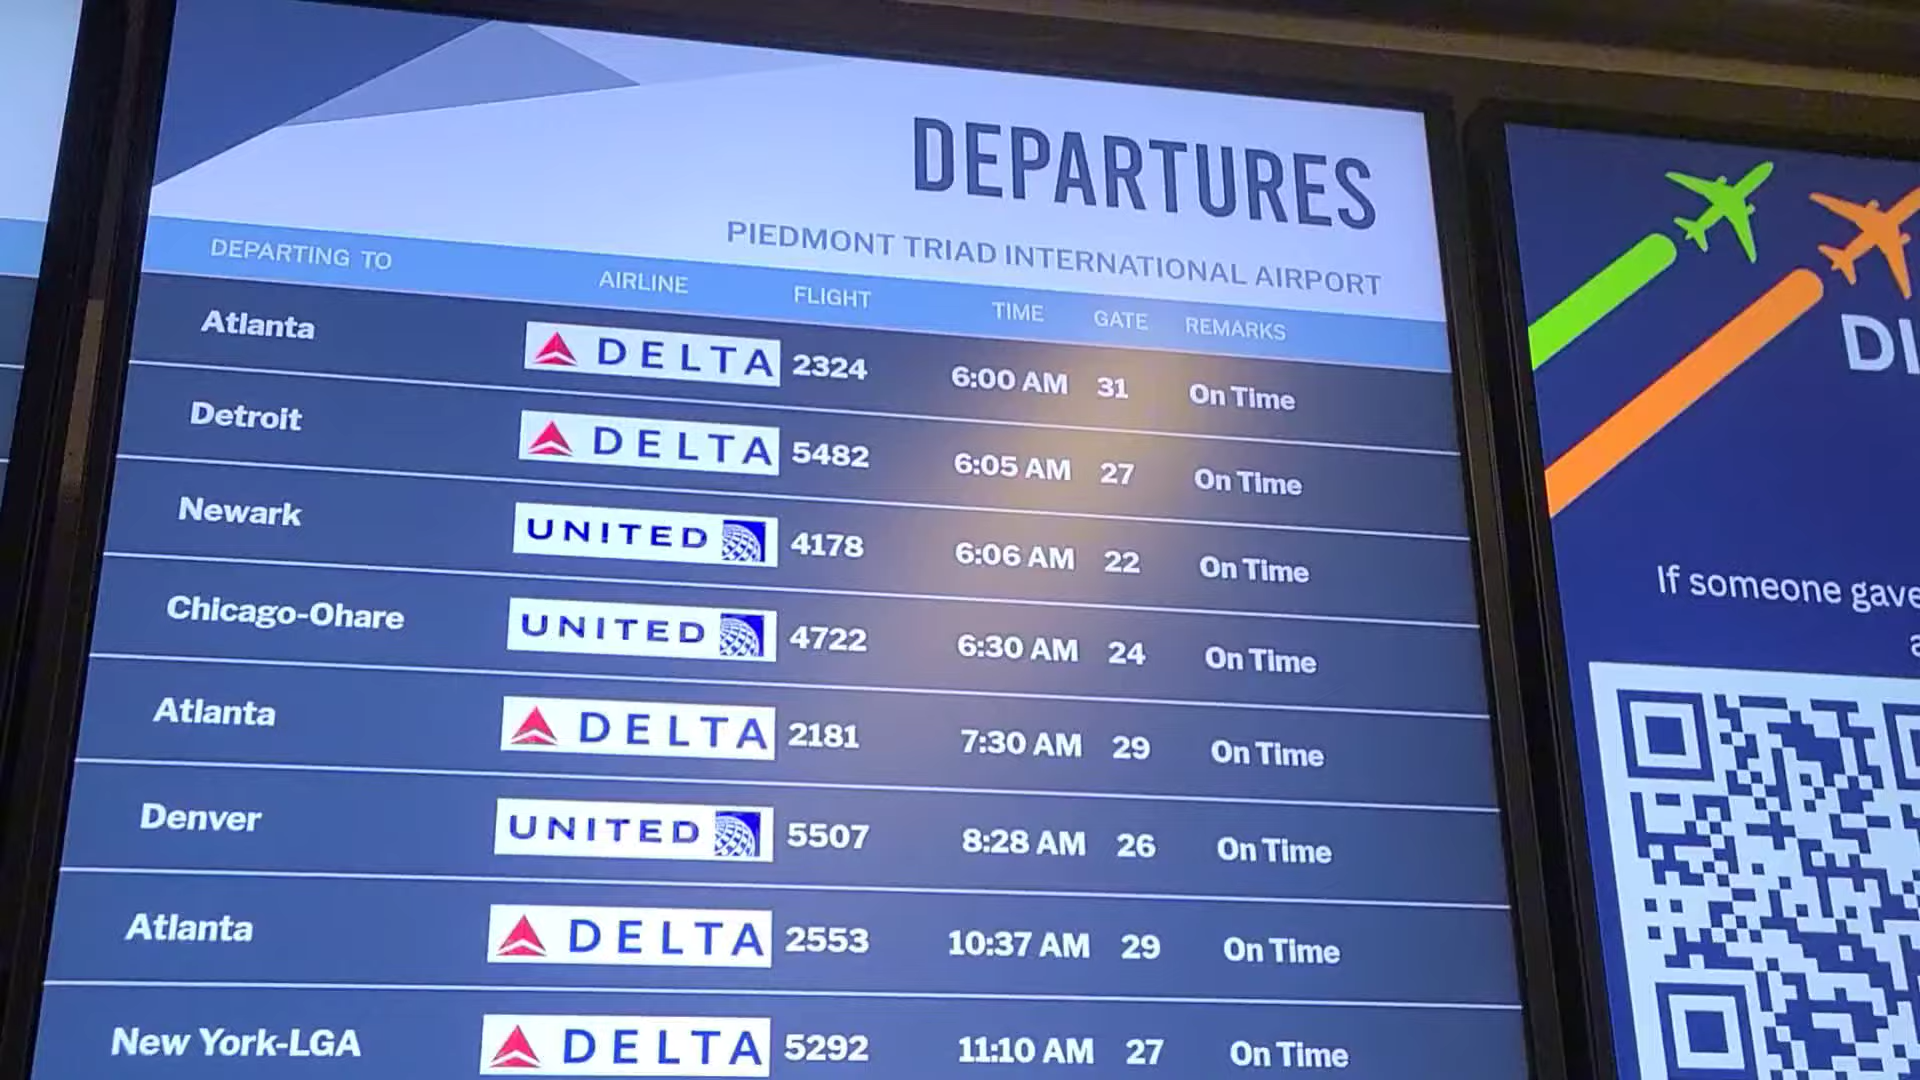 DEPARTURES
PIEDMONT TRIAD INTERNATIONAL AIRPORT
DEPARTING TO AIRLINE FLIGHT TIME GATE REMARKS
Atlanta DELTA 2324 6:00 AM 31 On Time
Detroit DELTA 5482 6:05 AM 27 On Time
Newark UNITED 4178 6:06 AM 22 On Time
Chicago-Ohare UNITED 4722 6:30 AM 24 On Time
Atlanta DELTA 2181 7:30 AM 29 On Time
Denver UNITED 5507 8:28 AM 26 On Time
Atlanta DELTA 2553 10:37 AM 29 On Time
New York-LGA DELTA 5292 11:10 AM 27 On Time
If someone gave